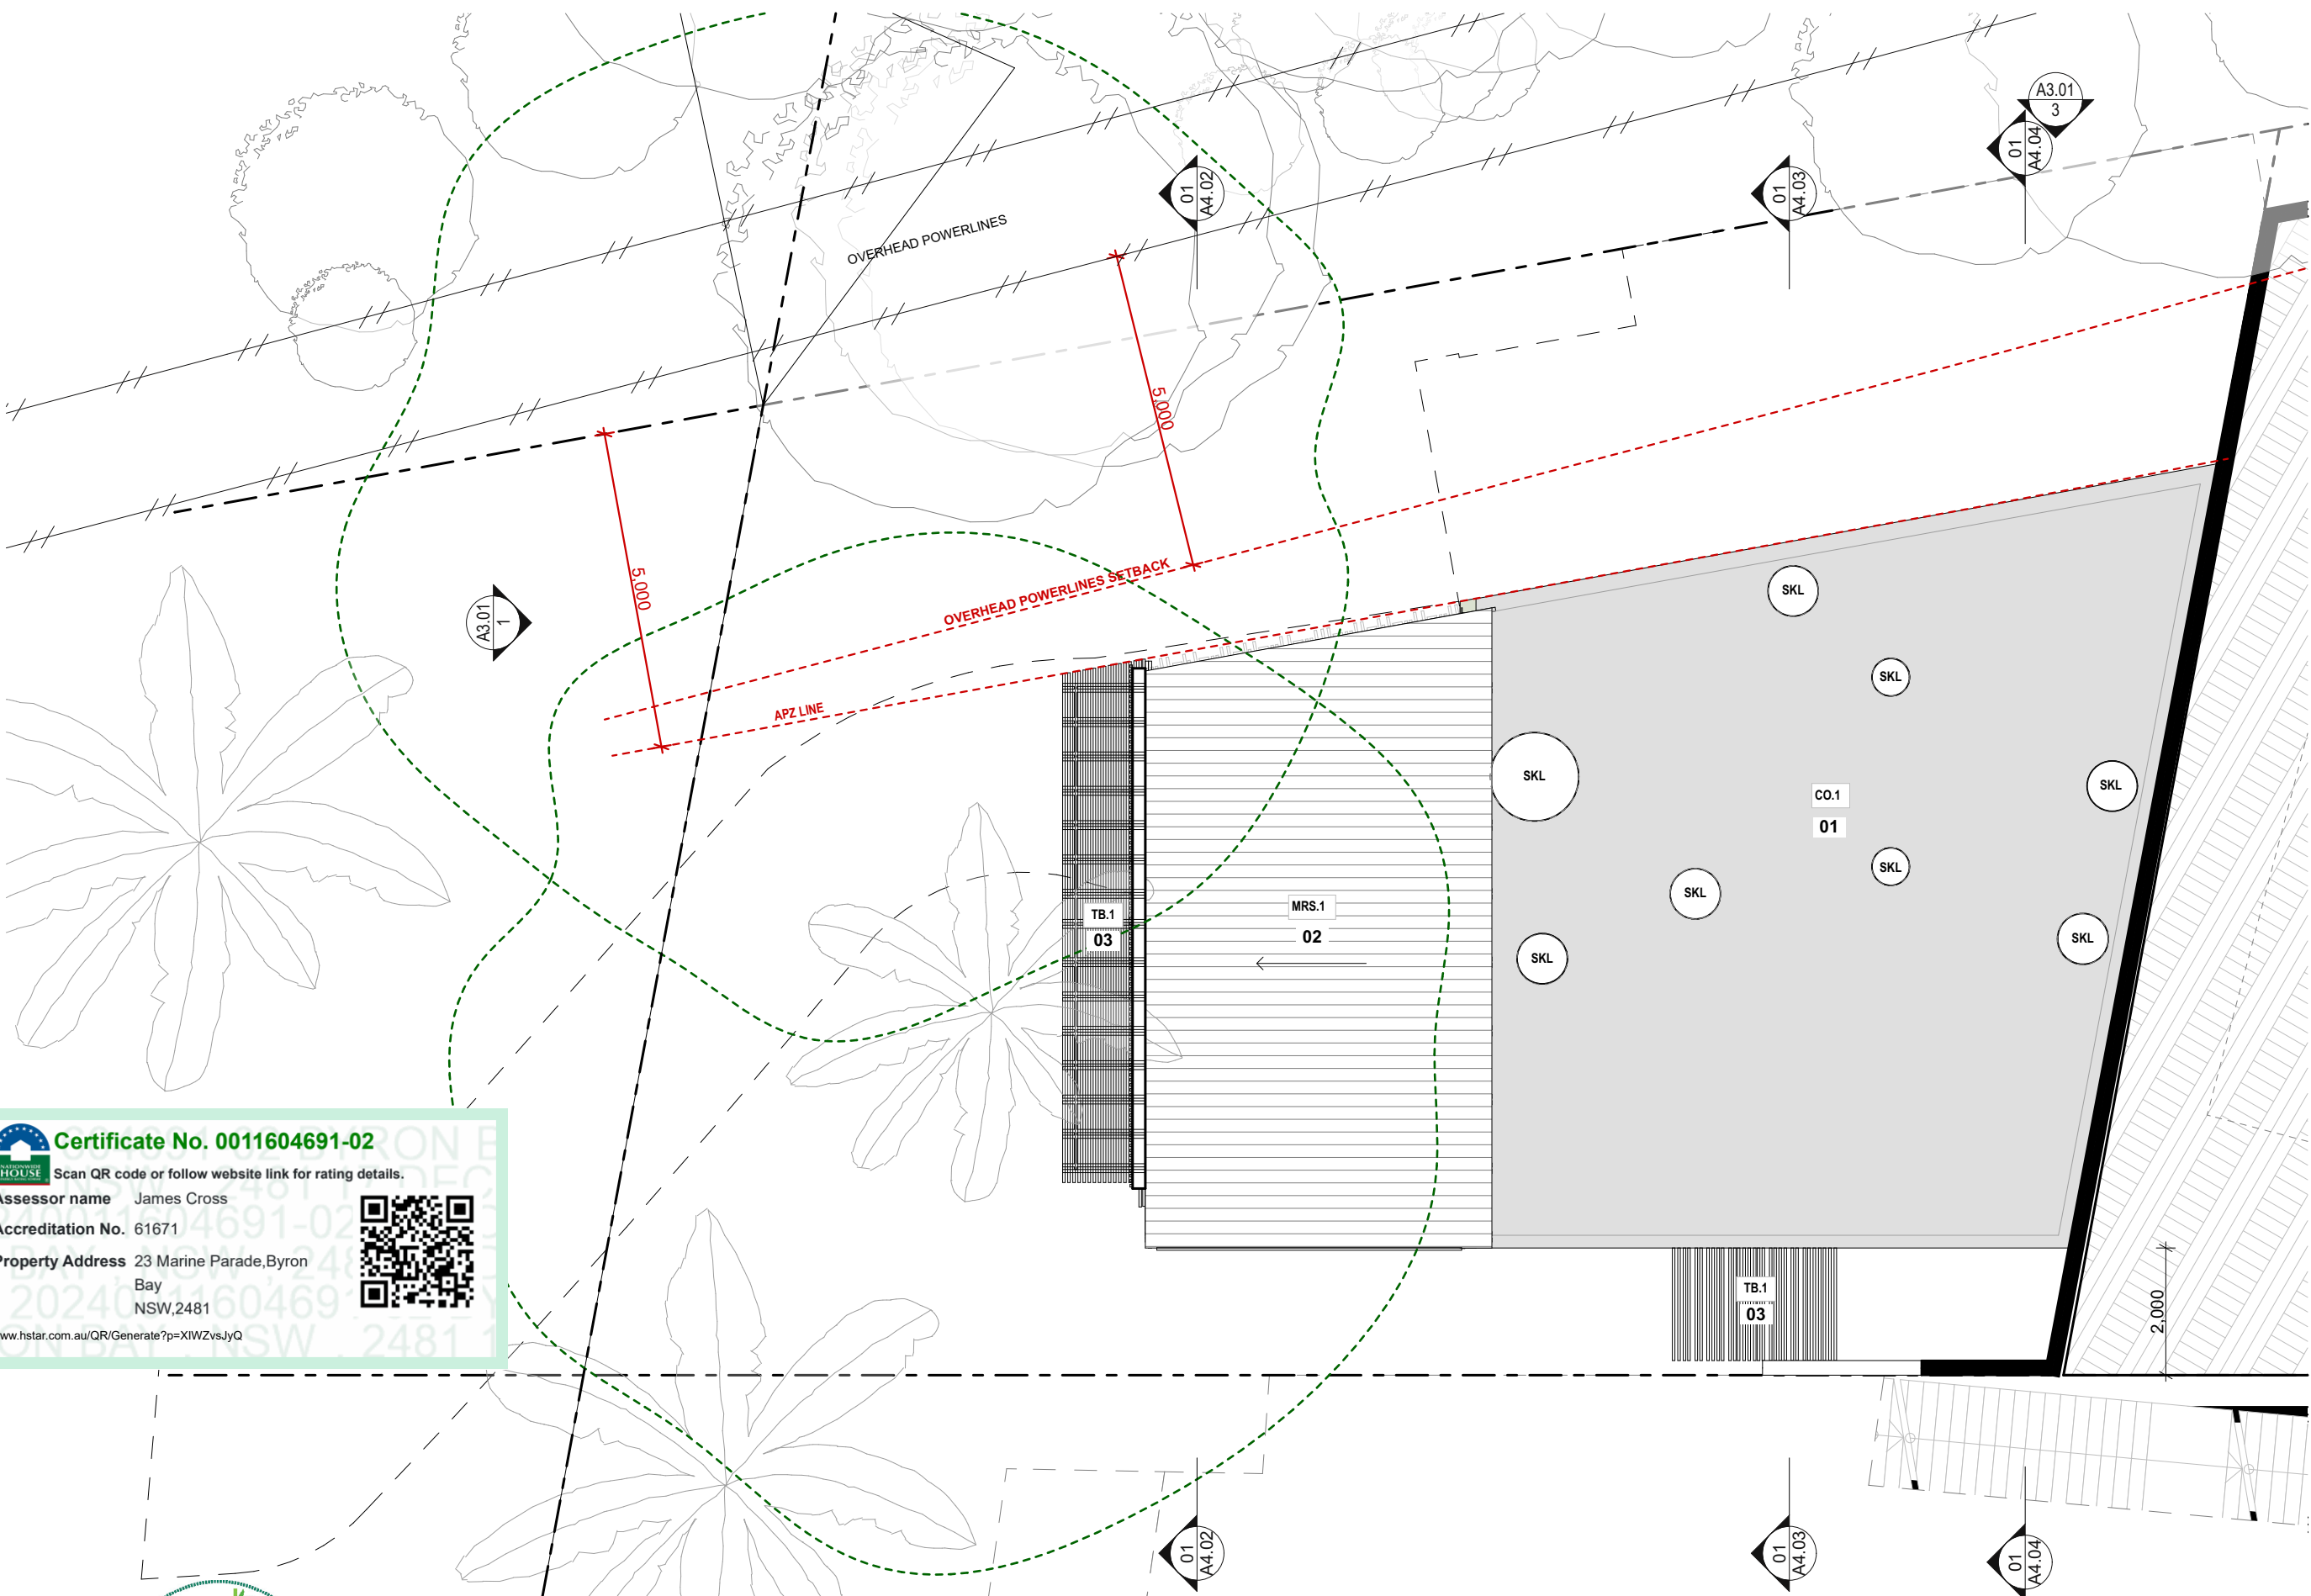 A3.01
3
01
A4.04
01
A4.02
01
A4.03
OVERHEAD POWERLINES
5,000
5,000
A3.01
1
OVERHEAD POWERLINES SETBACK
APZ LINE
SKL
SKL
SKL
SKL
CO.1
01
SKL
SKL
SKL
SKL
MRS.1
02
TB.1
03
TB.1
03
2,000
Certificate No. 0011604691-02
Scan QR code or follow website link for rating details.
NATIONWIDE
HOUSE
Assessor name James Cross
Accreditation No. 61671
Property Address 23 Marine Parade,Byron
Bay
NSW,2481
ww.hstar.com.au/QR/Generate?p=XIWZvsJyQ
01
A4.02
01
A4.03
01
A4.04